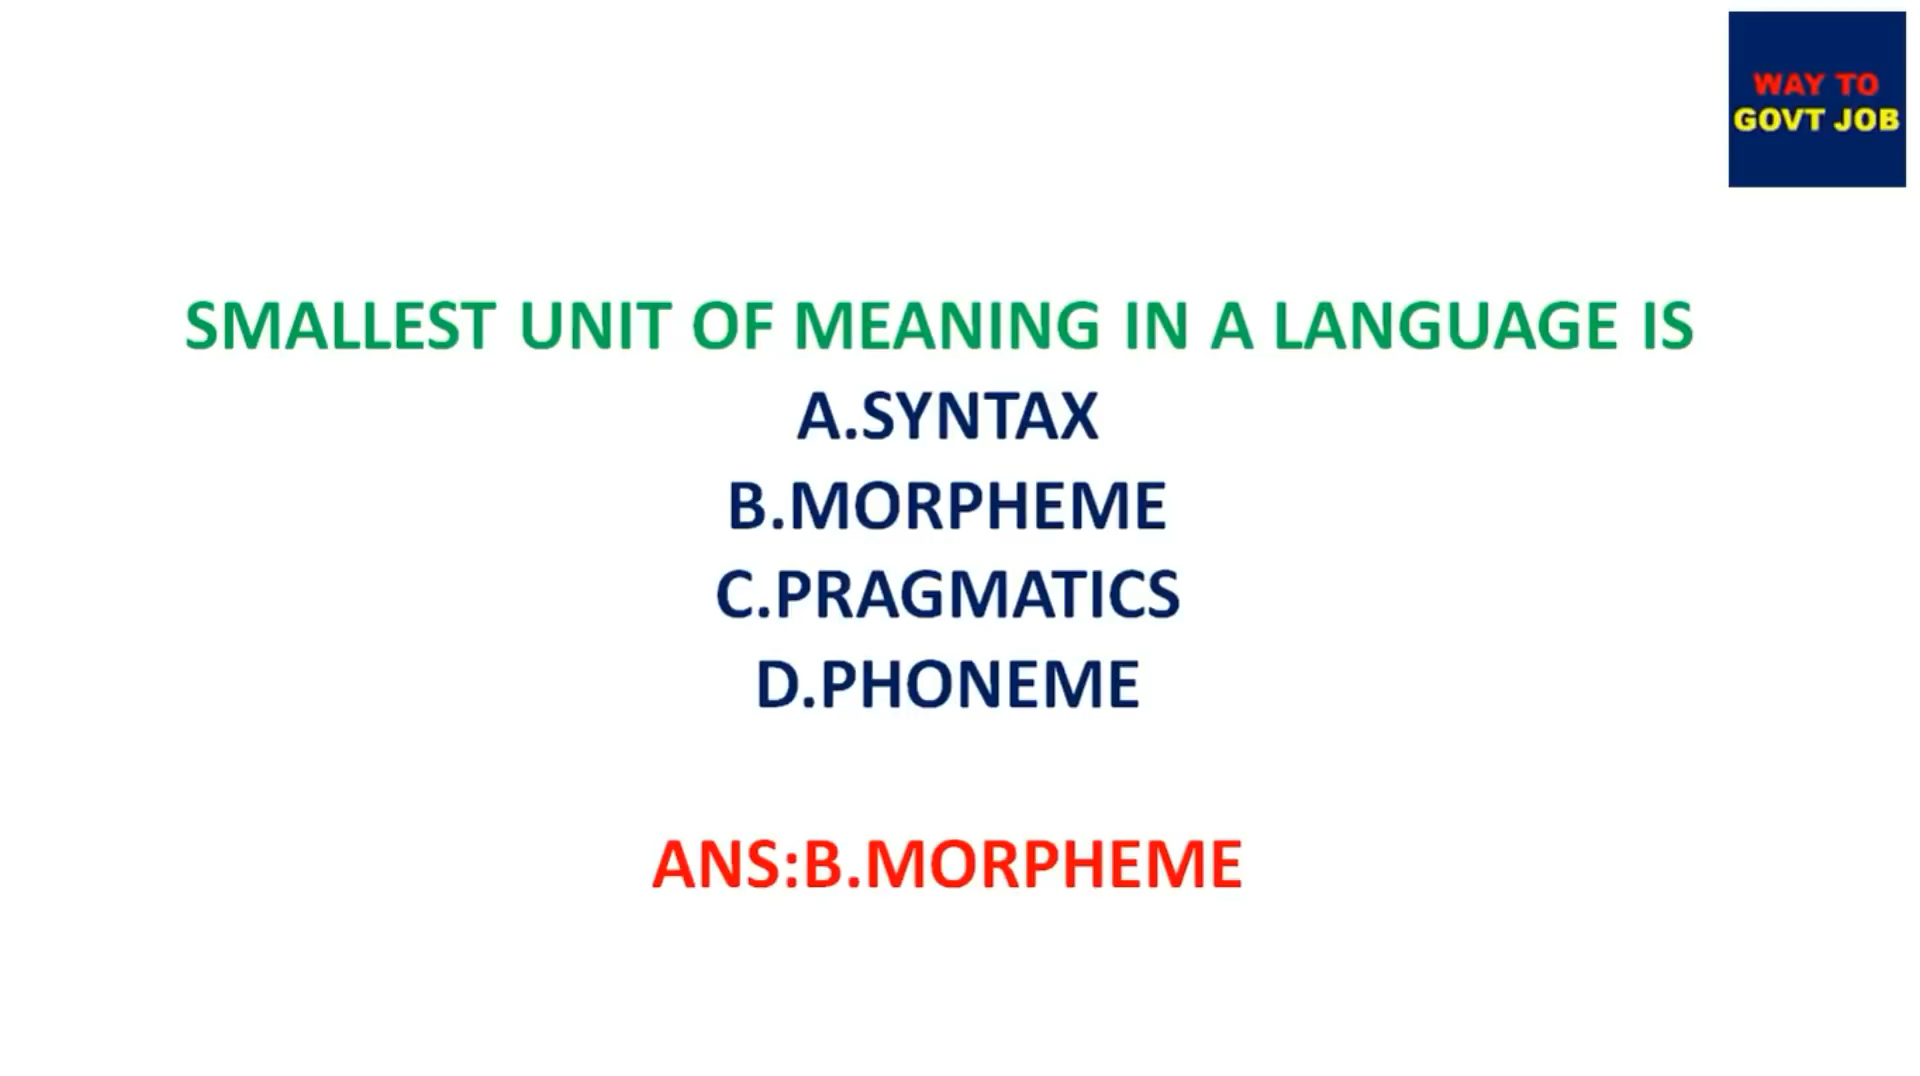 WAY TO
GOVT JOB
SMALLEST UNIT OF MEANING IN A LANGUAGE IS
A.SYNTAX
B.MORPHEME
C.PRAGMATICS
D.PHONEME
ANS:B.MORPHEME